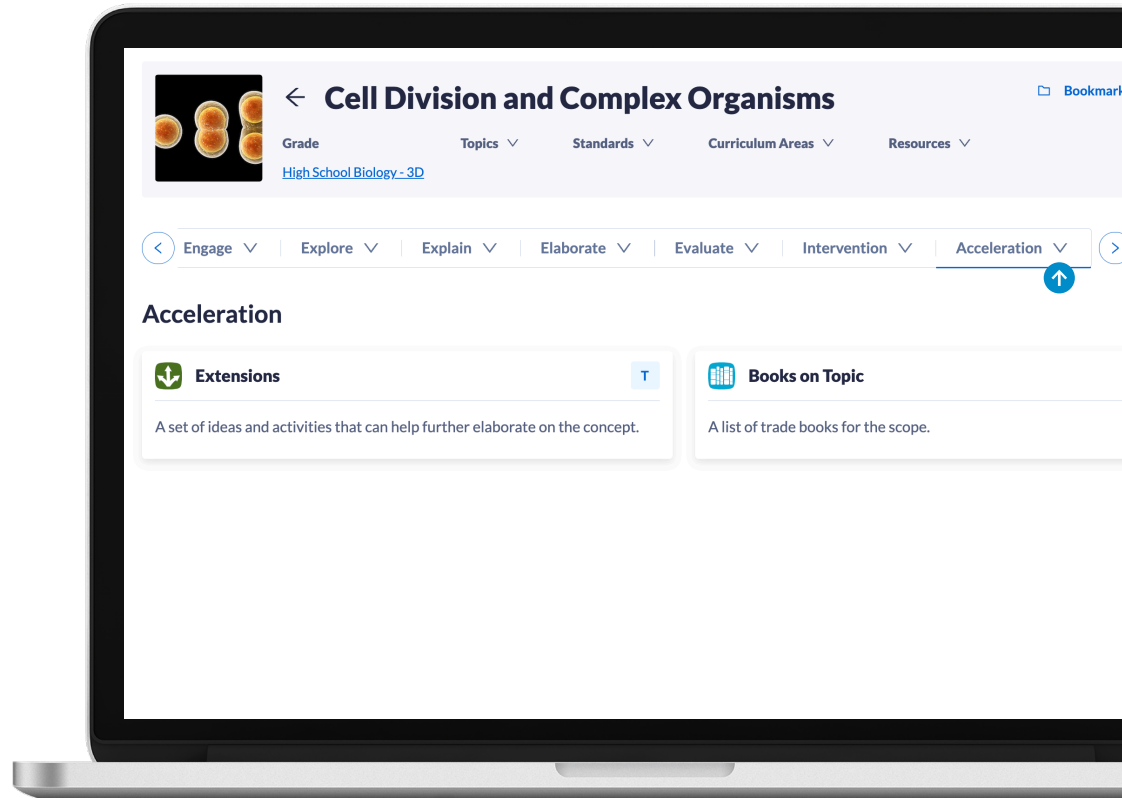 Cell Division and Complex Organisms
Bookmark
Grade
Topics
Standards
Curriculum Areas
Resources
High School Biology - 3D
Engage
Explore
Explain
Elaborate
Evaluate
Intervention
Acceleration
Acceleration
Extensions
T
Books on Topic
A set of ideas and activities that can help further elaborate on the concept.
A list of trade books for the scope.